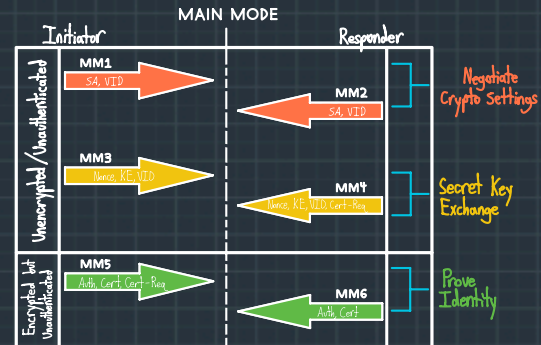 MAIN MODE
Initiator
Responder
Unencrypted/Unauthenticated
MM1
SA, VID
MM2
SA, VID
Negotiate
Crypto Settings
MM3
Nonce, KE, VID
MM4
Nonce, KE, VID, Cert-Req
Secret Key
Exchange
Encrypted but
Unauthenticated
MM5
Auth, Cert, Cert-Req
MM6
Auth, Cert
Prove
Identity